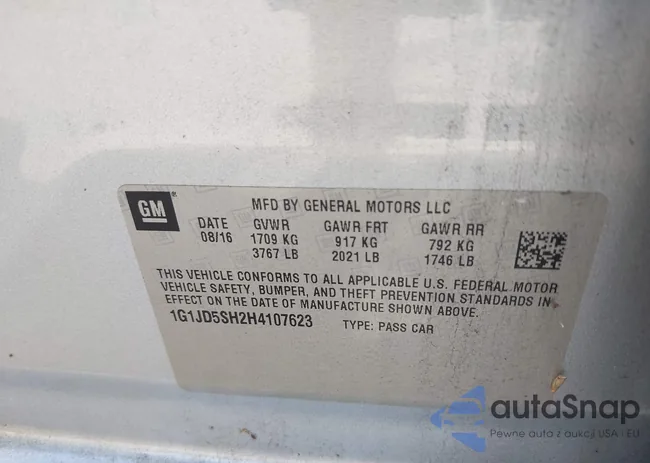 GM
MFD BY GENERAL MOTORS LLC
DATE GVWR GAWR FRT GAWR RR
08/16 1709 KG 917 KG 792 KG
3767 LB 2021 LB 1746 LB
THIS VEHICLE CONFORMS TO ALL APPLICABLE U.S. FEDERAL MOTOR
VEHICLE SAFETY, BUMPER, AND THEFT PREVENTION STANDARDS IN
EFFECT ON THE DATE OF MANUFACTURE SHOWN ABOVE.
1G1JD5SH2H4107623 TYPE: PASS CAR
autaSnap
Pewne auta z aukcji USA - EU